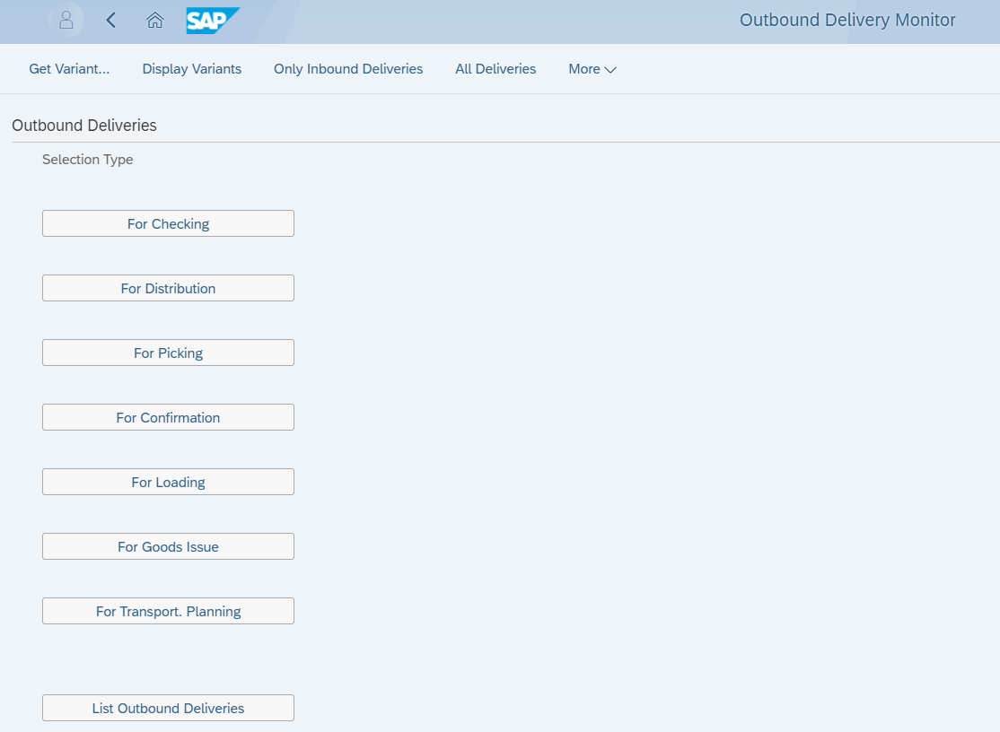 SAP
Outbound Delivery Monitor
Get Variant... Display Variants Only Inbound Deliveries All Deliveries More
Outbound Deliveries
Selection Type
For Checking
For Distribution
For Picking
For Confirmation
For Loading
For Goods Issue
For Transport. Planning
List Outbound Deliveries